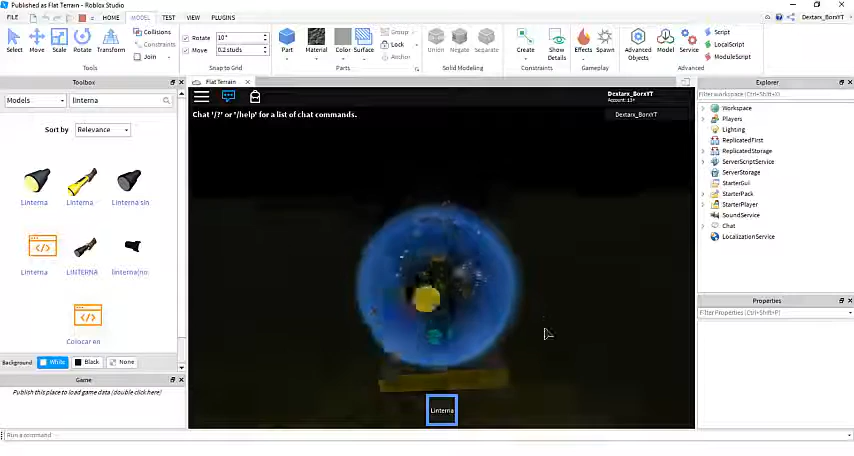 Published as Flat Terrain - Roblox Studio
FILE HOME MODEL TEST VIEW PLUGINS Dextarx_BorxYT
Select Move Scale Rotate Transform
Collisions
Constraints
Join
Tools
Rotate 10°
Move 0.2 studs
Snap to Grid
Part Material Color Surface
Group
Lock
Parts
Union Negate Separate
Solid Modeling
Create Show Details
Constraints
Effects Spawn
Gameplay
Advanced Objects Model Service
Script
LocalScript
ModuleScript
Advanced
Toolbox
Models linterna
Sort by Relevance
Linterna Linterna Linterna sin
Linterna LINTERNA linterna(no
Colocar en
Background: White Black None
Game
Publish this place to load game data (double click here)
Run a command
Flat Terrain
Dextarx_BorxYT
Account: 13+
Chat '/?' or '/help' for a list of chat commands.
Dextarx_BorxYT
Linterna
Explorer
Filter workspace (Ctrl+Shift+X)
Workspace
Players
Lighting
ReplicatedFirst
ReplicatedStorage
ServerScriptService
ServerStorage
StarterGui
StarterPack
StarterPlayer
SoundService
Chat
LocalizationService
Properties
Filter Properties (Ctrl+Shift+P)